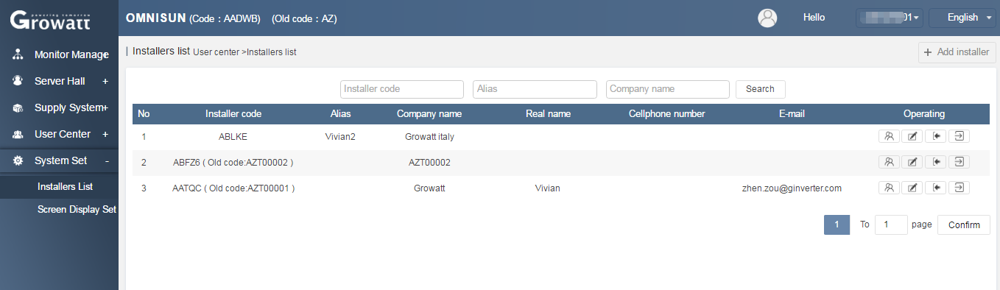 powering tomorrow
Growatt
OMNISUN (Code : AADWB) (Old code : AZ)
Hello
01
English
Monitor Manage
Server Hall +
Supply System+
User Center +
System Set -
Installers List
Screen Display Set
Installers list User center >Installers list
+ Add installer
Installer code Alias Company name Search
No Installer code Alias Company name Real name Cellphone number E-mail Operating
1 ABLKE Vivian2 Growatt italy
2 ABFZ6 ( Old code:AZT00002 ) AZT00002
3 AATQC ( Old code:AZT00001 ) Growatt Vivian zhen.zou@ginverter.com
1 To 1 page Confirm